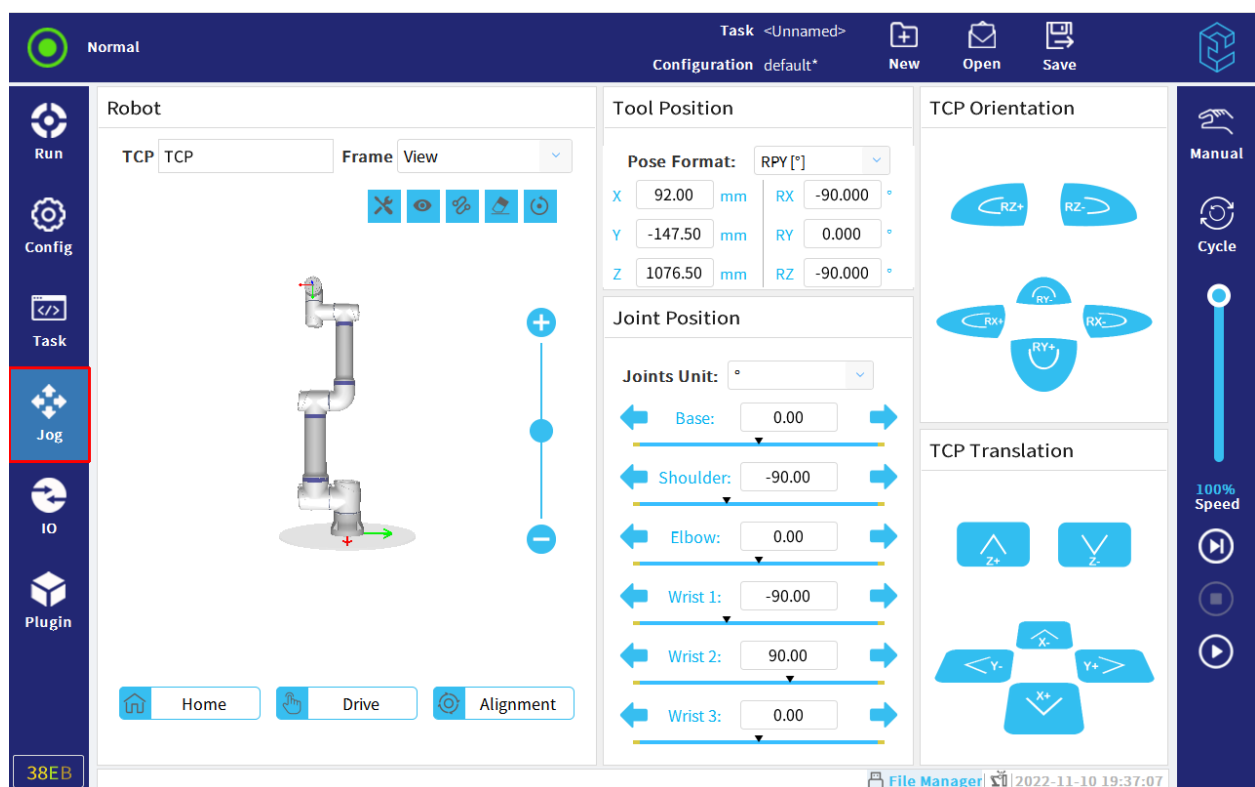 Normal
Task <Unnamed>
Configuration default*
New
Open
Save
Run
Config
Task
Jog
IO
Plugin
38EB
Robot
TCP TCP
Frame View
Home
Drive
Alignment
Tool Position
Pose Format: RPY [°]
X 92.00 mm RX -90.000 °
Y -147.50 mm RY 0.000 °
Z 1076.50 mm RZ -90.000 °
Joint Position
Joints Unit: °
Base: 0.00
Shoulder: -90.00
Elbow: 0.00
Wrist 1: -90.00
Wrist 2: 90.00
Wrist 3: 0.00
TCP Orientation
RZ+ RZ-
RY-
RX+ RX-
RY+
TCP Translation
Z+ Z-
X-
Y- Y+
X+
Manual
Cycle
100%
Speed
File Manager 2022-11-10 19:37:07